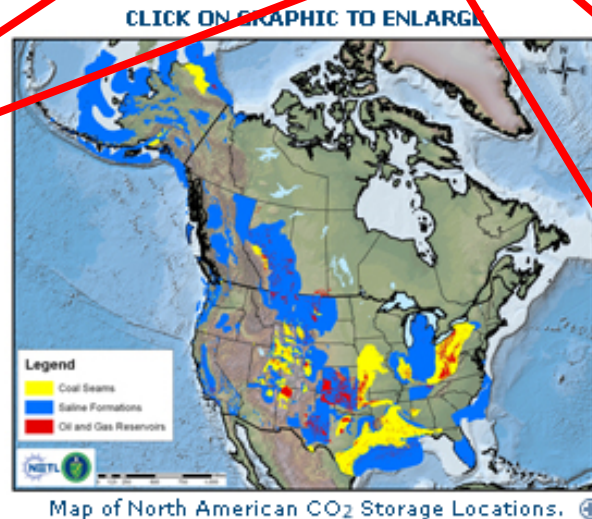 CLICK ON GRAPHIC TO ENLARGE
N
W
E
S
Legend
Coal Seams
Saline Formations
Oil and Gas Reservoirs
NETL
Map of North American CO2 Storage Locations.